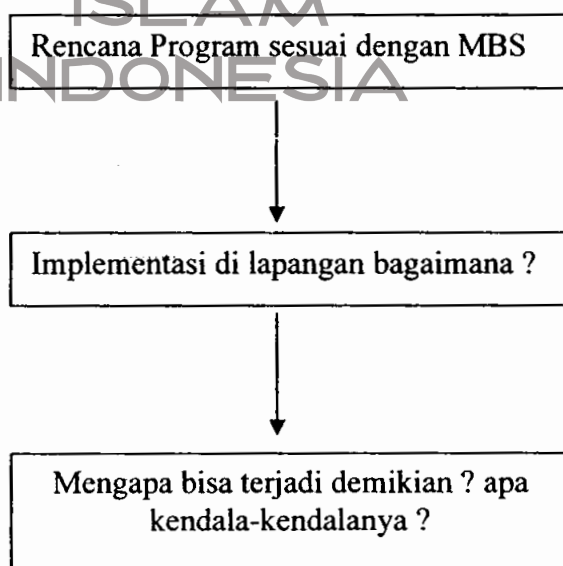 ISLAM
Rencana Program sesuai dengan MBS
INDONESIA
Implementasi di lapangan bagaimana ?
Mengapa bisa terjadi demikian ? apa
kendala-kendalanya ?